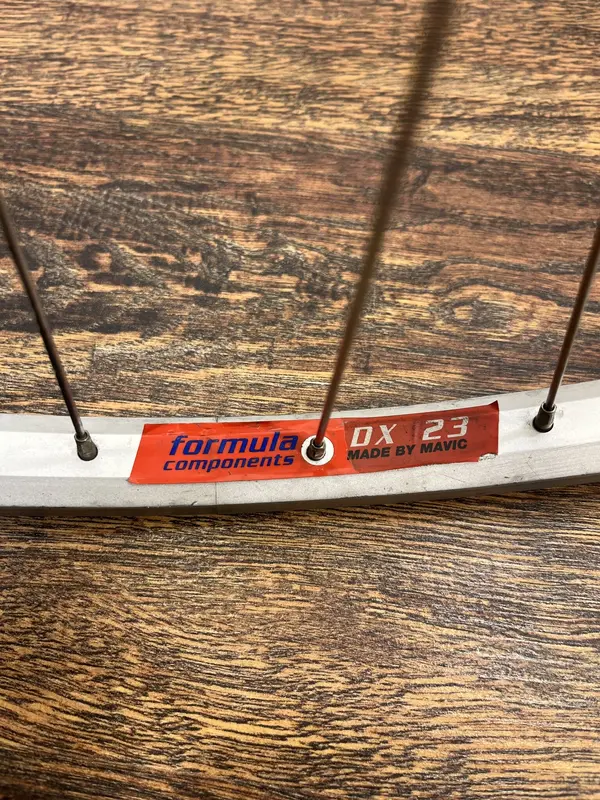 formula
components
DX 23
MADE BY MAVIC